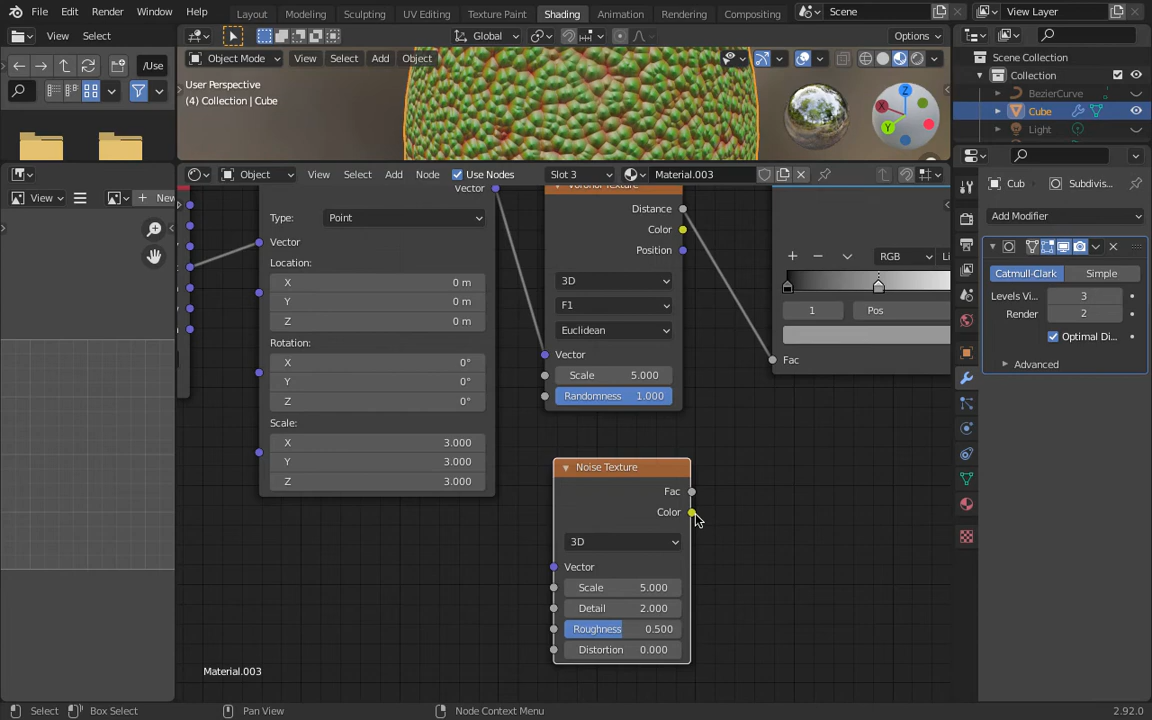 File Edit Render Window Help Layout Modeling Sculpting UV Editing Texture Paint Shading Animation Rendering Compositing Scene View Layer
View Select Global Options
Object Mode View Select Add Object
/Use
User Perspective
(4) Collection | Cube
Z
X
Y
Scene Collection
Collection
BezierCurve
Cube
Light
View New
Object View Select Add Node Use Nodes Slot 3 Material.003
Cub Subdivis..
Add Modifier
Catmull-Clark Simple
Levels Vi... 3
Render 2
Optimal Di...
Advanced
Vector
Type: Point
Vector
Location:
X 0 m
Y 0 m
Z 0 m
Rotation:
X 0°
Y 0°
Z 0°
Scale:
X 3.000
Y 3.000
Z 3.000
Voronoi Texture
Distance
Color
Position
3D
F1
Euclidean
Vector
Scale 5.000
Randomness 1.000
RGB Li
1 Pos
Fac
Noise Texture
Fac
Color
3D
Vector
Scale 5.000
Detail 2.000
Roughness 0.500
Distortion 0.000
Material.003
Select Box Select Pan View Node Context Menu 2.92.0